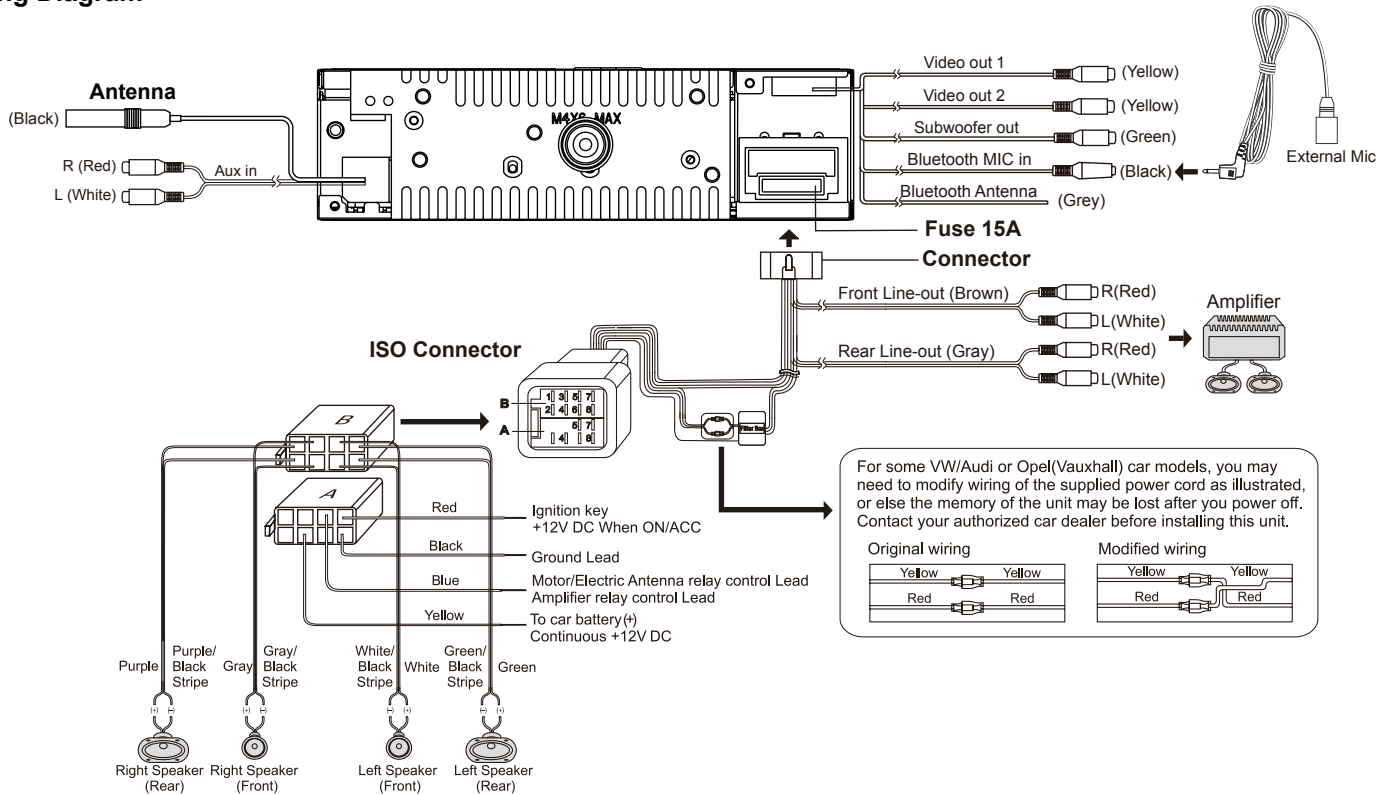 ng Diagram
Antenna
(Black)
R (Red)
L (White)
Aux in
M4X6 MAX
Video out 1
(Yellow)
Video out 2
(Yellow)
Subwoofer out
(Green)
Bluetooth MIC in
(Black)
External Mic
Bluetooth Antenna
(Grey)
Fuse 15A
Connector
Front Line-out (Brown)
R(Red)
L(White)
Rear Line-out (Gray)
R(Red)
L(White)
Amplifier
ISO Connector
B
A
1 3 5 7
2 4 6 8
5 7
4 8
Filter Box
B
A
Red
Ignition key
+12V DC When ON/ACC
Black
Ground Lead
Blue
Motor/Electric Antenna relay control Lead
Amplifier relay control Lead
Yellow
To car battery(+)
Continuous +12V DC
For some VW/Audi or Opel(Vauxhall) car models, you may
need to modify wiring of the supplied power cord as illustrated,
or else the memory of the unit may be lost after you power off.
Contact your authorized car dealer before installing this unit.
Original wiring
Yellow Yellow
Red Red
Modified wiring
Yellow Yellow
Red Red
Purple
Purple/
Black
Stripe
Gray
Gray/
Black
Stripe
White/
Black
Stripe
White
Green/
Black
Stripe
Green
(+) (-)
(+) (-)
(-) (+)
(-) (+)
Right Speaker
(Rear)
Right Speaker
(Front)
Left Speaker
(Front)
Left Speaker
(Rear)